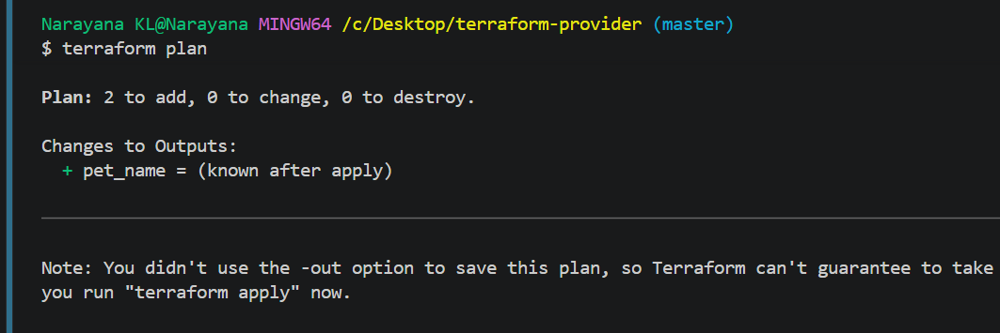 Narayana KL@Narayana MINGW64 /c/Desktop/terraform-provider (master)
$ terraform plan
Plan: 2 to add, 0 to change, 0 to destroy.
Changes to Outputs:
+ pet_name = (known after apply)
Note: You didn't use the -out option to save this plan, so Terraform can't guarantee to take
you run "terraform apply" now.